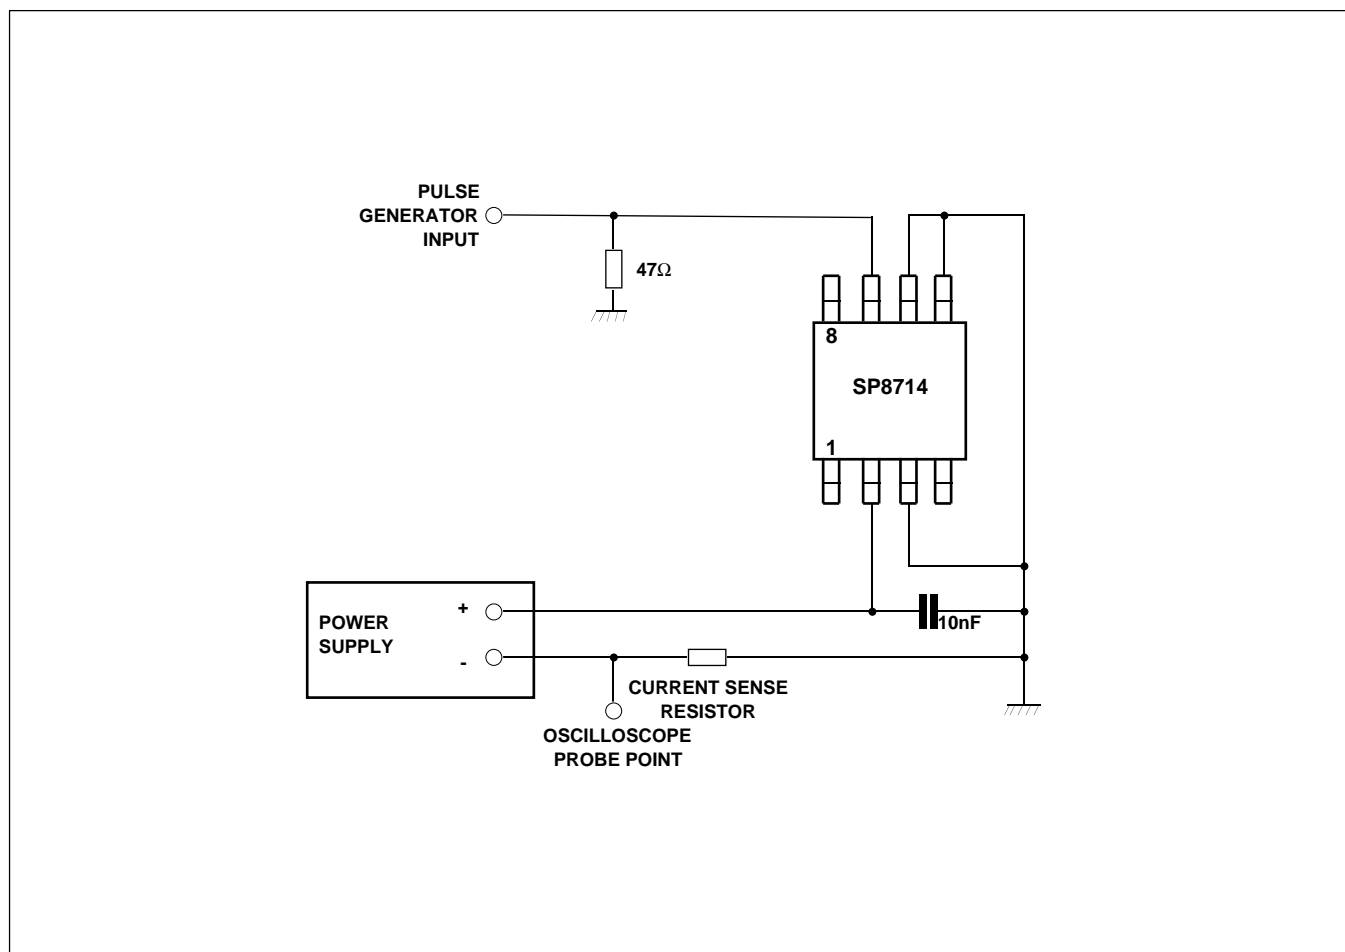 PULSE
GENERATOR
INPUT
47Ω
8
SP8714
1
POWER
SUPPLY
+
-
10nF
CURRENT SENSE
RESISTOR
OSCILLOSCOPE
PROBE POINT